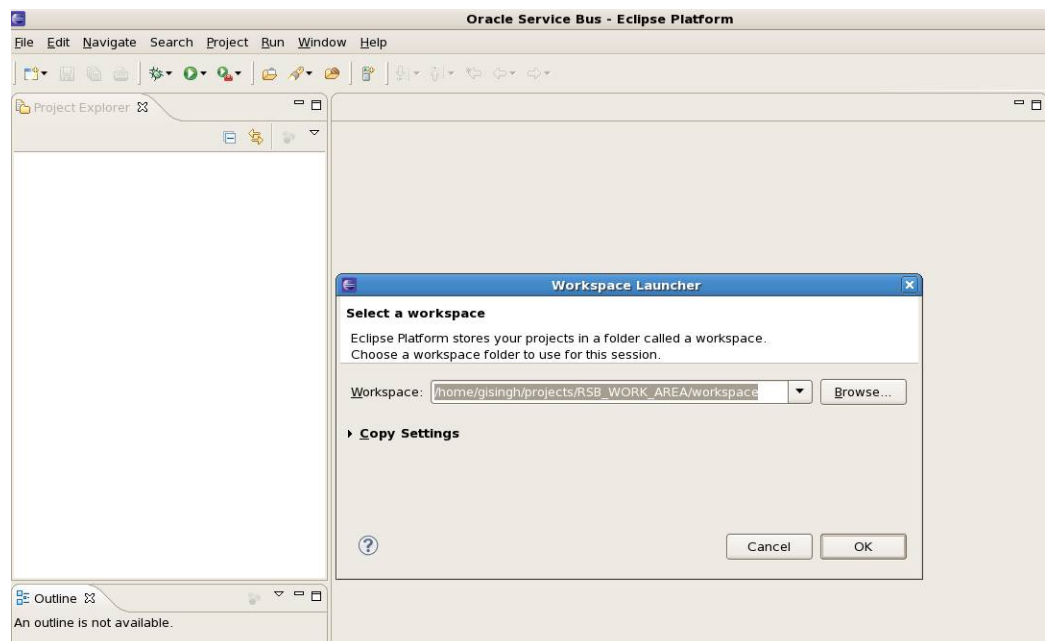 Oracle Service Bus - Eclipse Platform
File Edit Navigate Search Project Run Window Help
Project Explorer
Workspace Launcher
Select a workspace
Eclipse Platform stores your projects in a folder called a workspace.
Choose a workspace folder to use for this session.
Workspace: /home/gisingh/projects/RSB_WORK_AREA/workspace Browse...
Copy Settings
Cancel OK
Outline
An outline is not available.